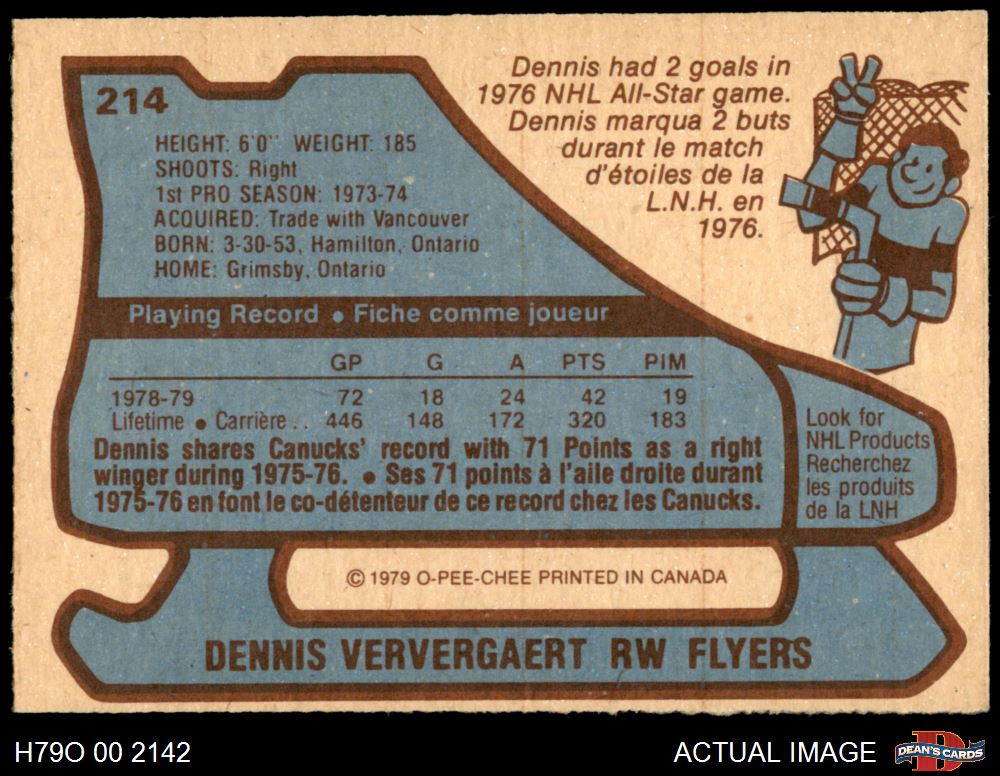 214
Dennis had 2 goals in
1976 NHL All-Star game.
Dennis marqua 2 buts
durant le match
d'étoiles de la
L.N.H. en
1976.
HEIGHT: 6'0" WEIGHT: 185
SHOOTS: Right
1st PRO SEASON: 1973-74
ACQUIRED: Trade with Vancouver
BORN: 3-30-53, Hamilton, Ontario
HOME: Grimsby, Ontario
Playing Record • Fiche comme joueur
GP G A PTS PIM
1978-79 72 18 24 42 19
Lifetime • Carrière . . 446 148 172 320 183
Dennis shares Canucks' record with 71 Points as a right
winger during 1975-76. • Ses 71 points à l'aile droite durant
1975-76 en font le co-détenteur de ce record chez les Canucks.
Look for
NHL Products
Recherchez
les produits
de la LNH
© 1979 O-PEE-CHEE PRINTED IN CANADA
DENNIS VERVERGAERT RW FLYERS
H79O 00 2142
ACTUAL IMAGE
D
DEAN'S CARDS